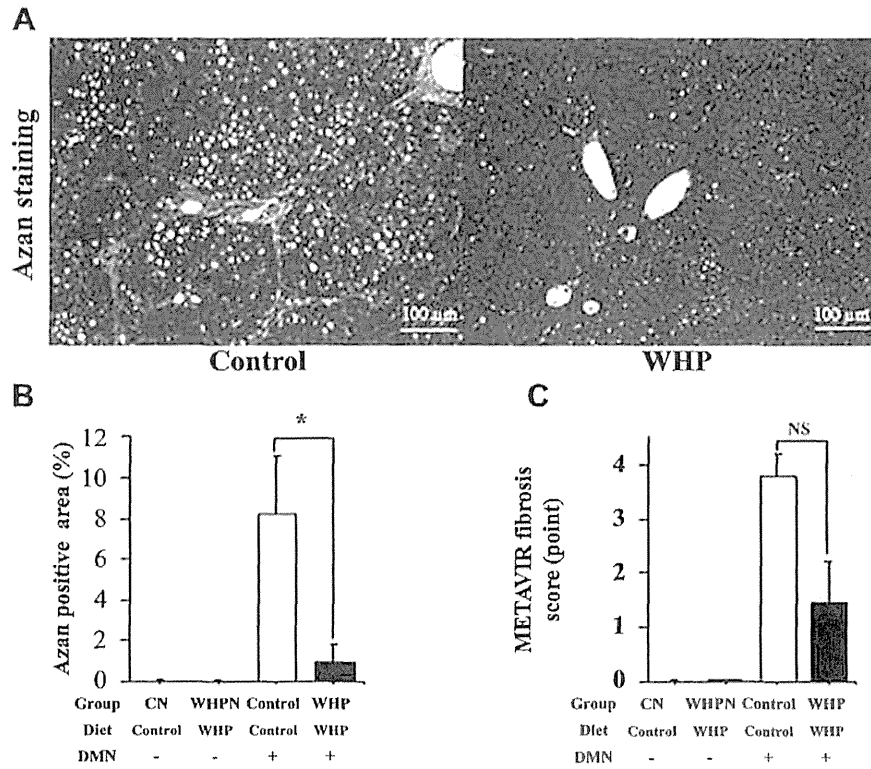 A
Azan staining
100 µm
100 µm
Control WHP
B
Azan positive area (%)
12
10
8
6
4
2
0
*
Group CN WHPN Control WHP
Diet Control WHP Control WHP
DMN - - + +
C
METAVIR fibrosis
score (point)
4
3
2
1
0
NS
Group CN WHPN Control WHP
Diet Control WHP Control WHP
DMN - - + +